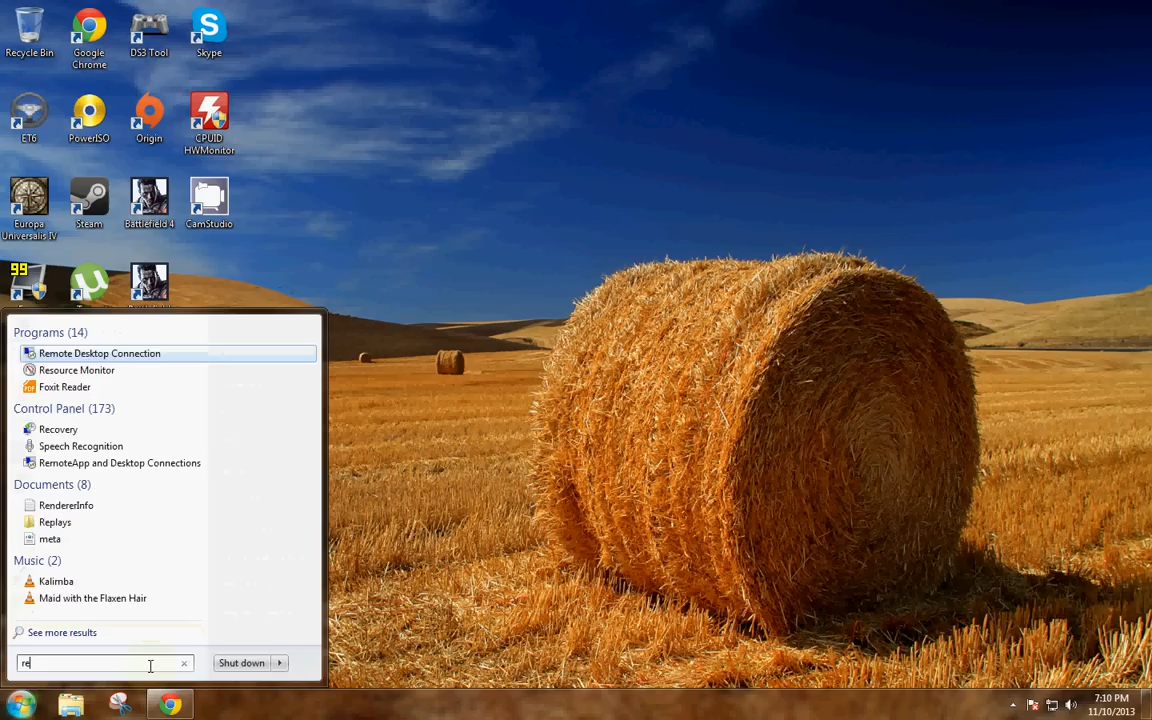 Recycle Bin
Google
Chrome
DS3 Tool
Skype
ET6
PowerISO
Origin
CPUID
HWMonitor
Europa
Universalis IV
Steam
Battlefield 4
CamStudio
99
Programs (14)
Remote Desktop Connection
Resource Monitor
Foxit Reader
Control Panel (173)
Recovery
Speech Recognition
RemoteApp and Desktop Connections
Documents (8)
RendererInfo
Replays
meta
Music (2)
Kalimba
Maid with the Flaxen Hair
See more results
re
Shut down
7:10 PM
11/10/2013